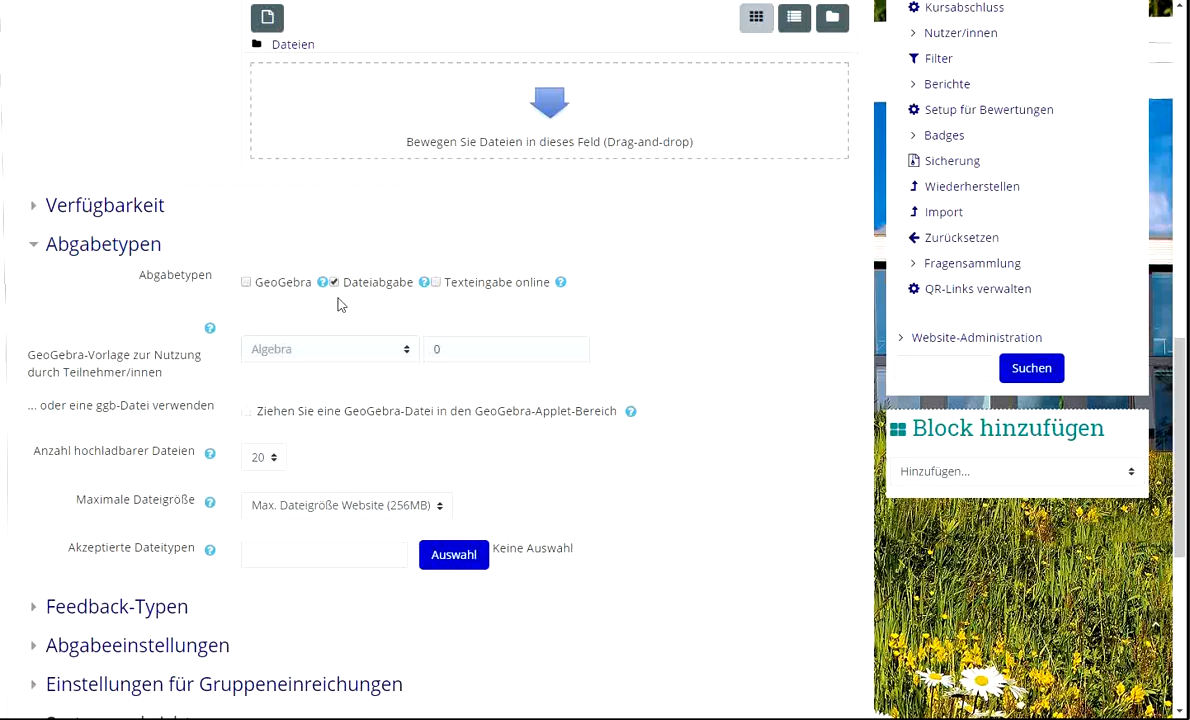 Dateien
Bewegen Sie Dateien in dieses Feld (Drag-and-drop)
Verfügbarkeit
Abgabetypen
Abgabetypen
GeoGebra Dateiabgabe Texteingabe online
GeoGebra-Vorlage zur Nutzung
durch Teilnehmer/innen
Algebra
0
... oder eine ggb-Datei verwenden
Ziehen Sie eine GeoGebra-Datei in den GeoGebra-Applet-Bereich
Anzahl hochladbarer Dateien
20
Maximale Dateigröße
Max. Dateigröße Website (256MB)
Akzeptierte Dateitypen
Auswahl
Keine Auswahl
Feedback-Typen
Abgabeeinstellungen
Einstellungen für Gruppeneinreichungen
Kursabschluss
Nutzer/innen
Filter
Berichte
Setup für Bewertungen
Badges
Sicherung
Wiederherstellen
Import
Zurücksetzen
Fragensammlung
QR-Links verwalten
Website-Administration
Suchen
Block hinzufügen
Hinzufügen...